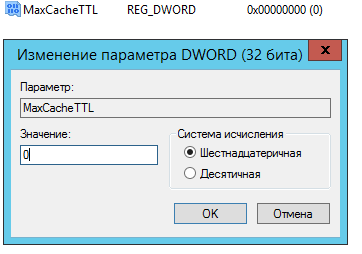 MaxCacheTTL REG_DWORD 0x00000000 (0)
Изменение параметра DWORD (32 бита)
x
Параметр:
MaxCacheTTL
Значение:
0
Система исчисления
Шестнадцатеричная
Десятичная
OK Отмена